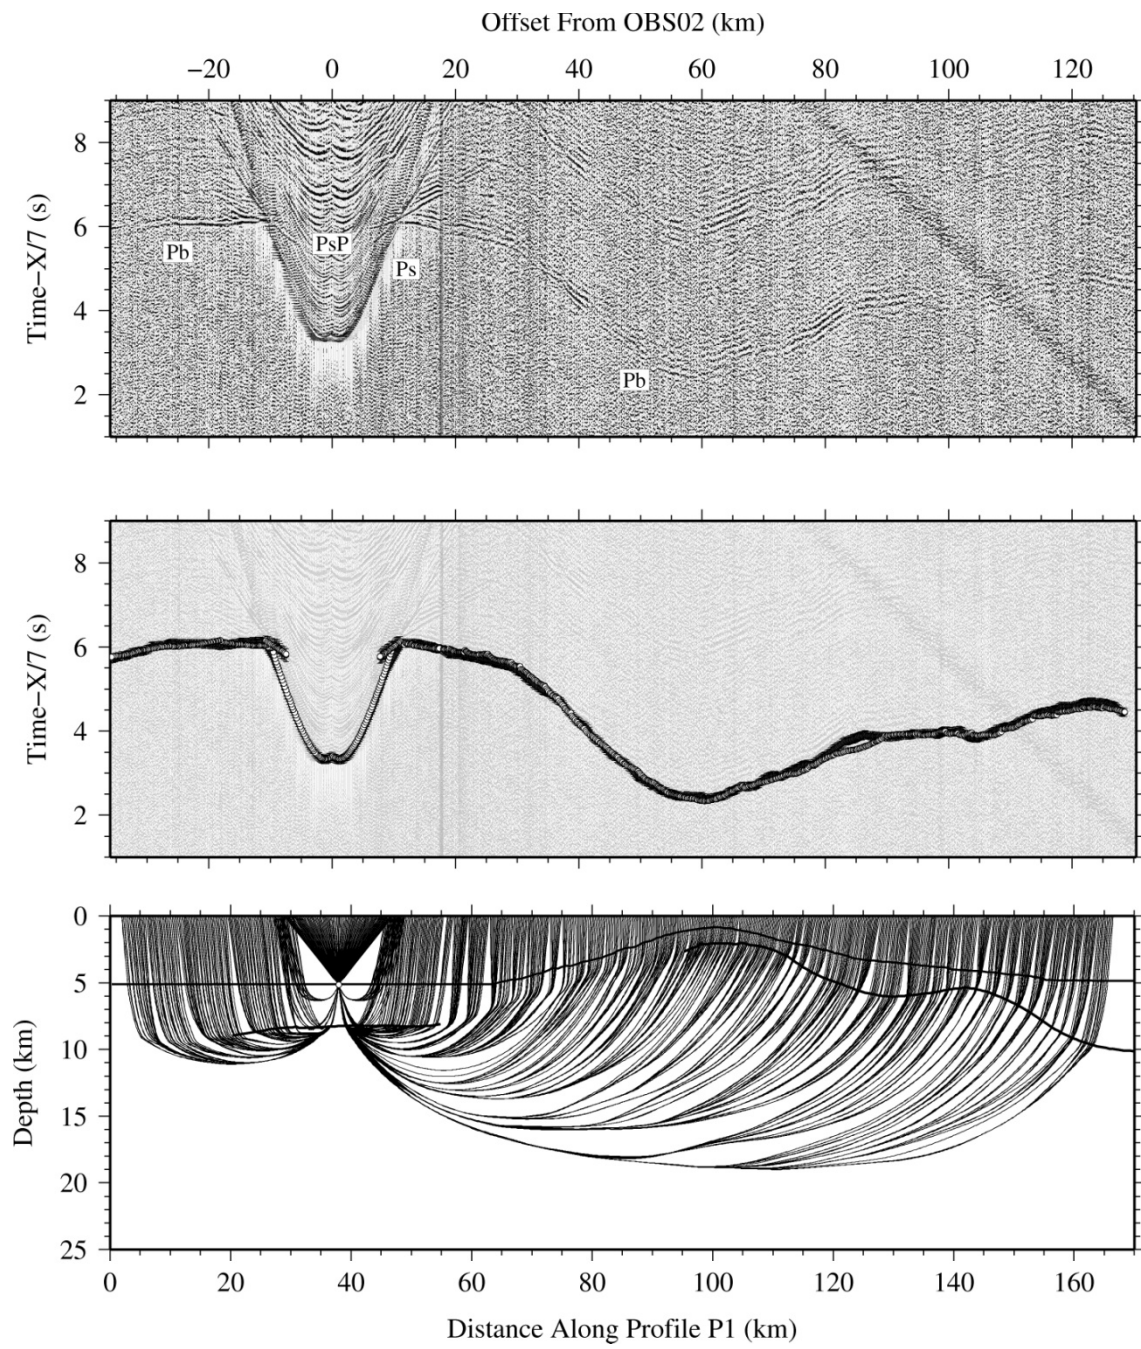 Offset From OBS02 (km)
−20 0 20 40 60 80 100 120
Time−X/7 (s)
8
6
4
2
Pb
PsP
Ps
Pb
Time−X/7 (s)
8
6
4
2
Depth (km)
0
5
10
15
20
25
0 20 40 60 80 100 120 140 160
Distance Along Profile P1 (km)